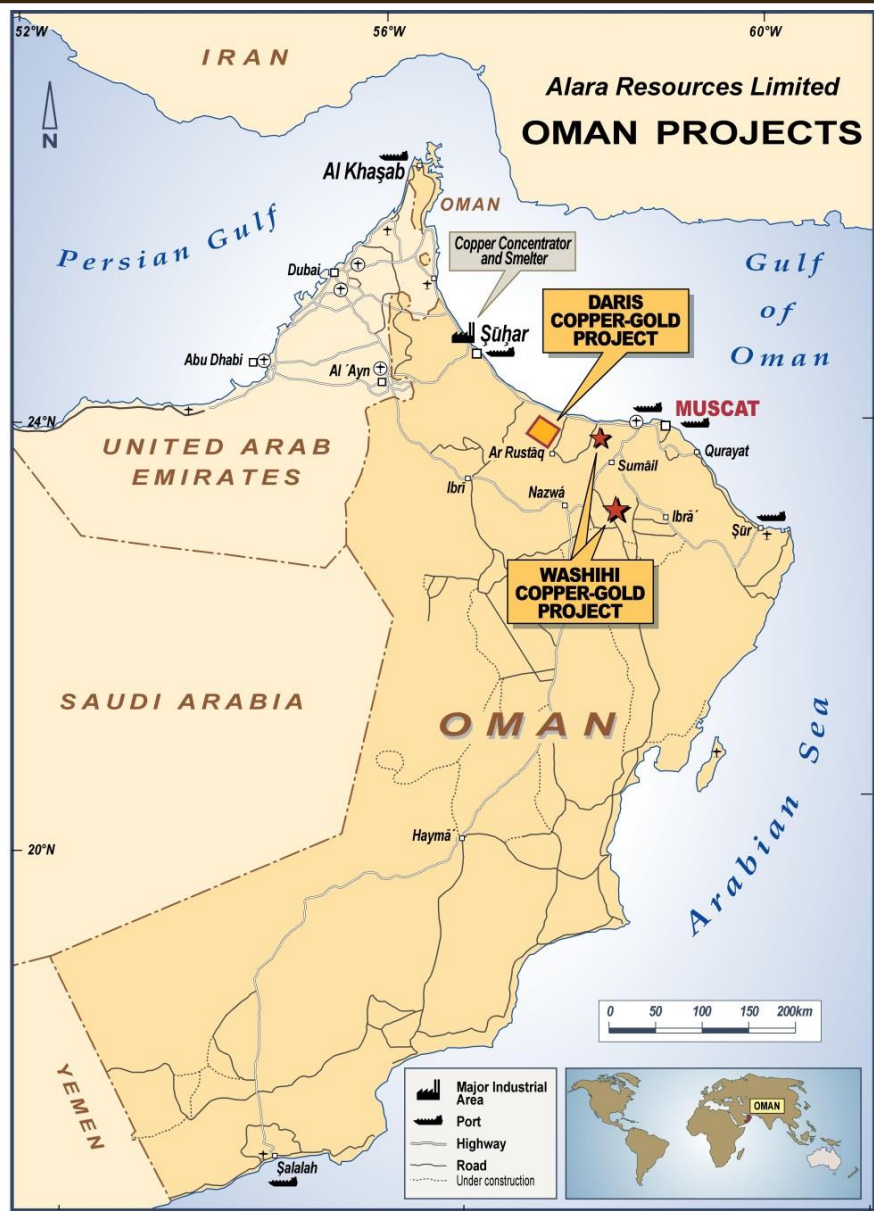 52°W
56°W
60°W
IRAN
Alara Resources Limited
OMAN PROJECTS
N
Al Khaşab
OMAN
Persian Gulf
Copper Concentrator
and Smelter
Gulf
of
Oman
Dubai
DARIS
COPPER-GOLD
PROJECT
Şūḩar
Abu Dhabi
Al ´Ayn
MUSCAT
24°N
UNITED ARAB
EMIRATES
Ar Rustāq
Qurayat
Sumāil
Ibrī
Nazwá
Ibrā´
Şūr
WASHIHI
COPPER-GOLD
PROJECT
SAUDI ARABIA
OMAN
Arabian Sea
Haymā´
20°N
0 50 100 150 200km
YEMEN
Major Industrial
Area
Port
Highway
Road
Under construction
OMAN
Şalalah